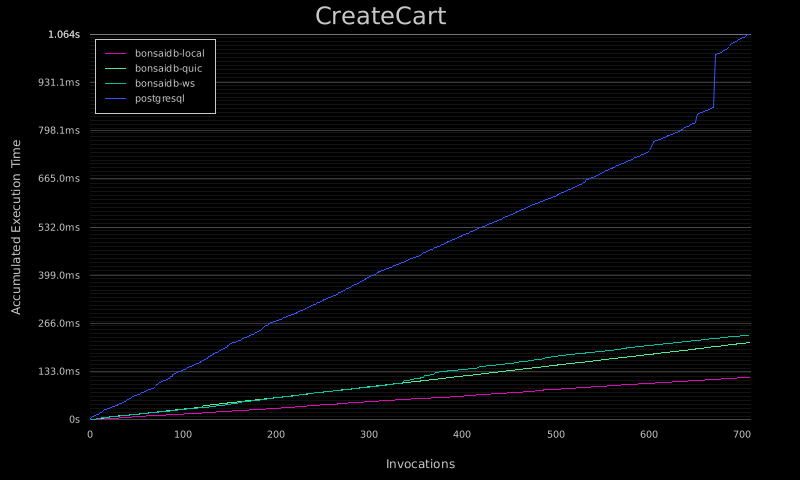 CreateCart
1.064s
bonsaidb-local
bonsaidb-quic
bonsaidb-ws
postgresql
931.1ms
798.1ms
665.0ms
532.0ms
399.0ms
266.0ms
133.0ms
0s
Accumulated Execution Time
0 100 200 300 400 500 600 700
Invocations